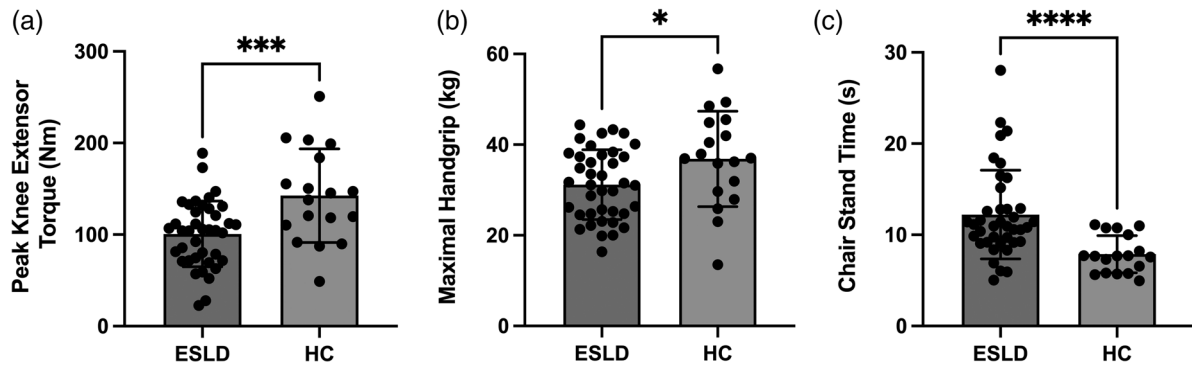 (a)
Peak Knee Extensor
Torque (Nm)
300
200
100
0
***
ESLD
HC
(b)
Maximal Handgrip (kg)
60
40
20
0
*
ESLD
HC
(c)
Chair Stand Time (s)
30
20
10
0
****
ESLD
HC